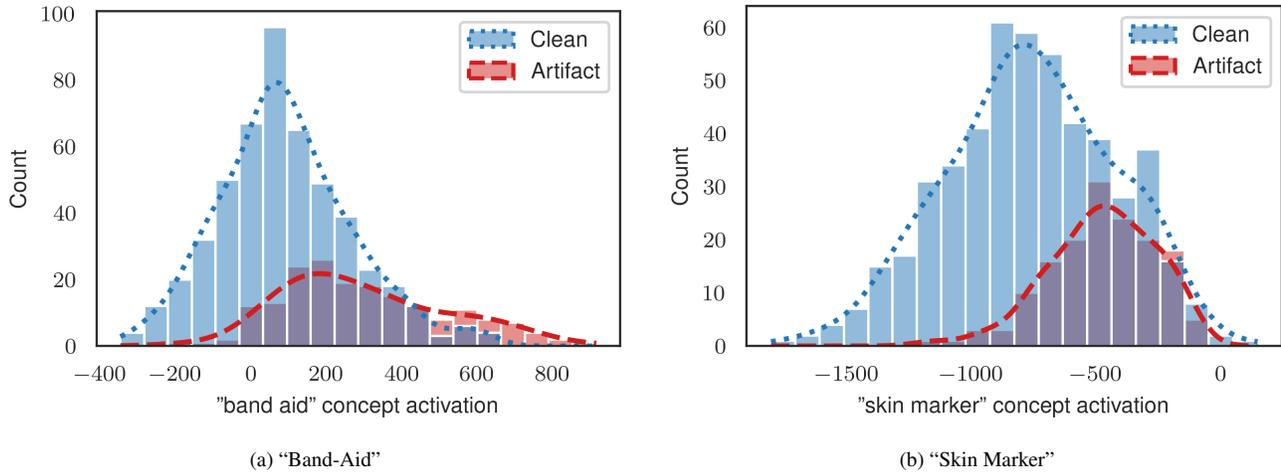 100
80
60
40
20
0
Count
Clean
Artifact
−400 −200 0 200 400 600 800
”band aid” concept activation
(a) “Band-Aid”
60
50
40
30
20
10
0
Count
Clean
Artifact
−1500 −1000 −500 0
”skin marker” concept activation
(b) “Skin Marker”